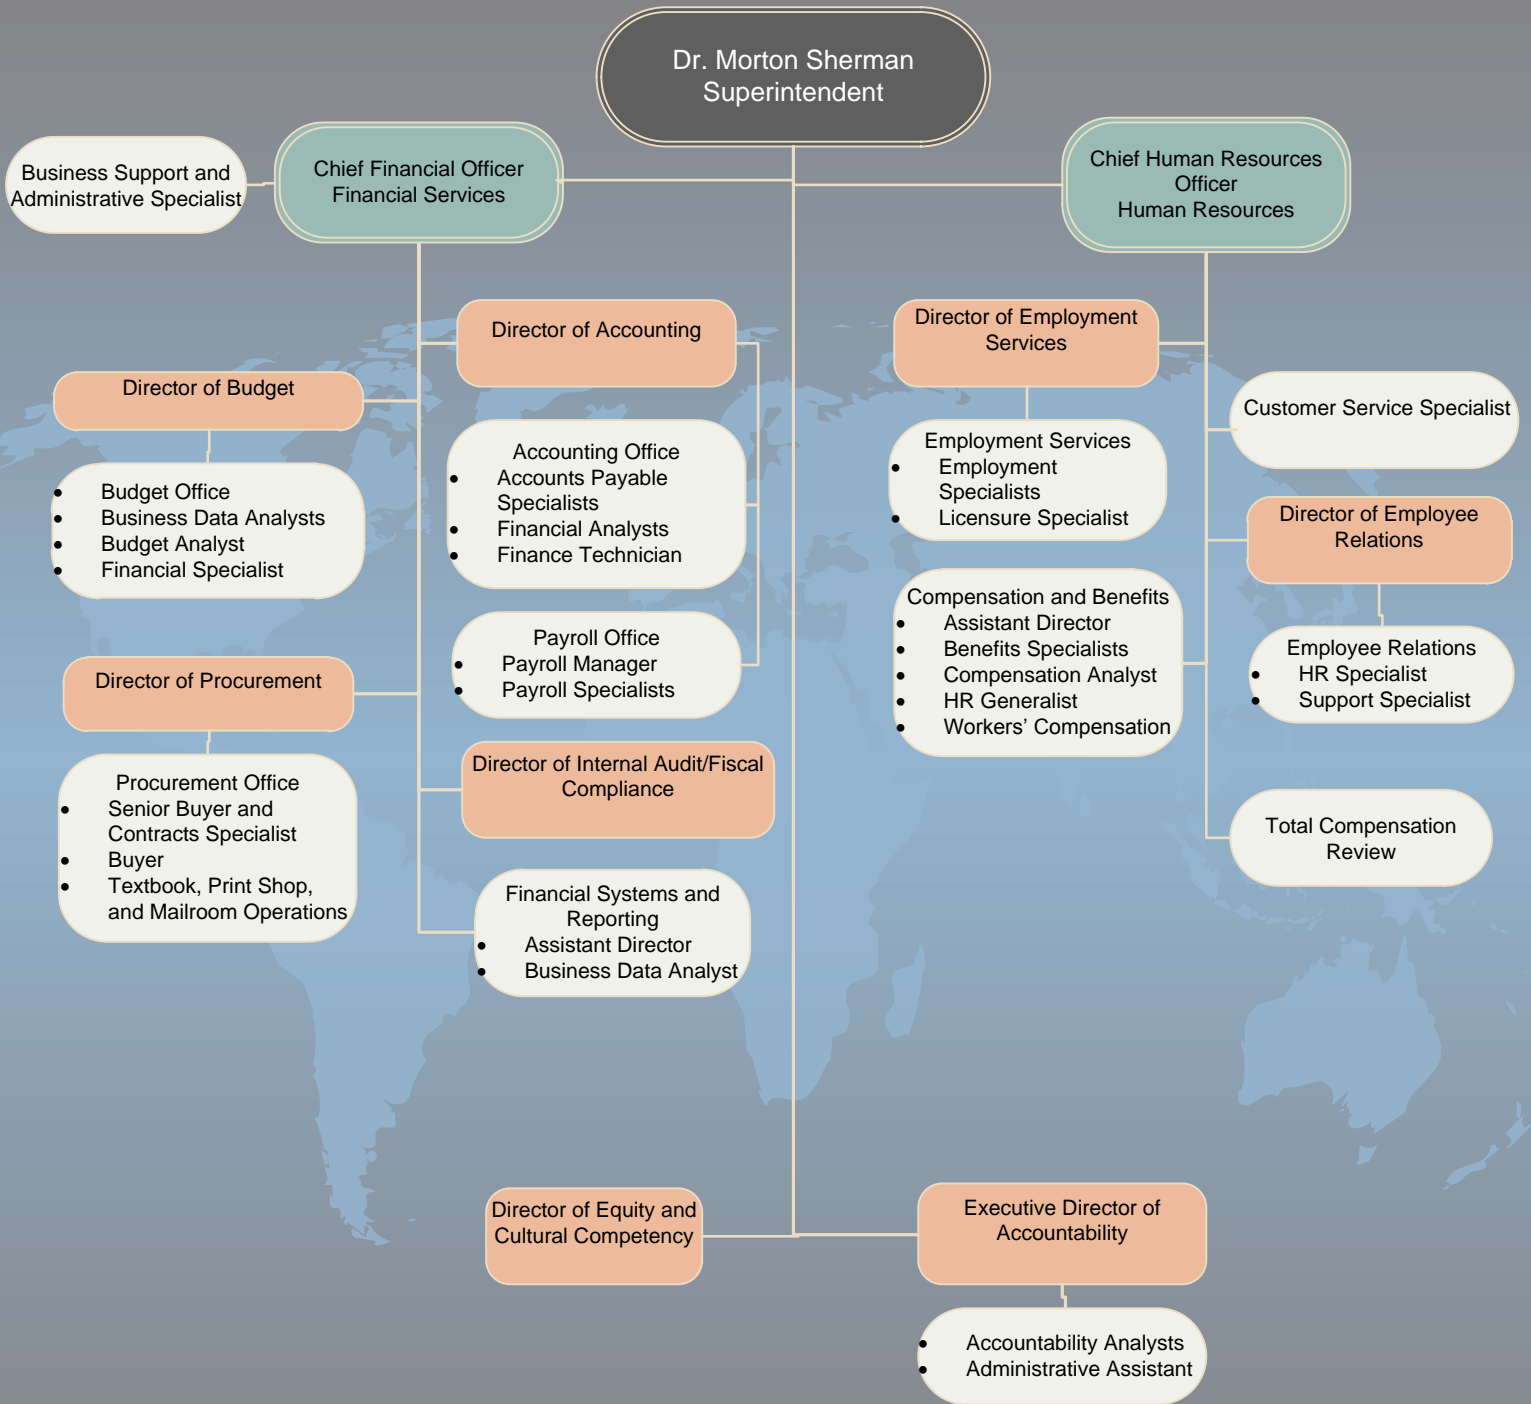 Dr. Morton Sherman
Superintendent
Business Support and
Administrative Specialist
Chief Financial Officer
Financial Services
Chief Human Resources
Officer
Human Resources
Director of Accounting
Director of Budget
Accounting Office
• Accounts Payable
Specialists
• Financial Analysts
• Finance Technician
• Budget Office
• Business Data Analysts
• Budget Analyst
• Financial Specialist
Payroll Office
• Payroll Manager
• Payroll Specialists
Director of Procurement
Director of Internal Audit/Fiscal
Compliance
Procurement Office
• Senior Buyer and
Contracts Specialist
• Buyer
• Textbook, Print Shop,
and Mailroom Operations
Financial Systems and
Reporting
• Assistant Director
• Business Data Analyst
Director of Employment
Services
Customer Service Specialist
Employment Services
• Employment
Specialists
• Licensure Specialist
Director of Employee
Relations
Compensation and Benefits
• Assistant Director
• Benefits Specialists
• Compensation Analyst
• HR Generalist
• Workers’ Compensation
Employee Relations
• HR Specialist
• Support Specialist
Total Compensation
Review
Director of Equity and
Cultural Competency
Executive Director of
Accountability
• Accountability Analysts
• Administrative Assistant